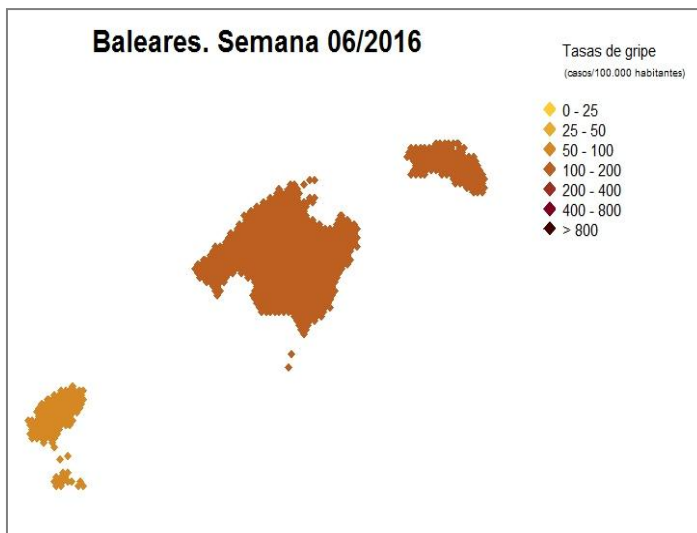 Baleares. Semana 06/2016
Tasas de gripe
(casos/100.000 habitantes)
0 - 25
25 - 50
50 - 100
100 - 200
200 - 400
400 - 800
> 800